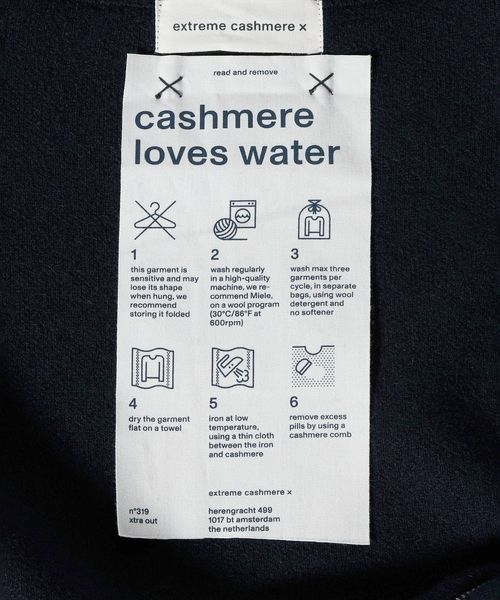 extreme cashmere x
read and remove
cashmere
loves water
1
this garment is
sensitive and may
lose its shape
when hung, we
recommend
storing it folded
2
wash regularly
in a high-quality
machine, we re-
commend Miele,
on a wool program
(30°C/86°F at
600rpm)
3
wash max three
garments per
cycle, in separate
bags, using wool
detergent and
no softener
4
dry the garment
flat on a towel
5
iron at low
temperature,
using a thin cloth
between the iron
and cashmere
6
remove excess
pills by using a
cashmere comb
extreme cashmere x
n°319
xtra out
herengracht 499
1017 bt amsterdam
the netherlands